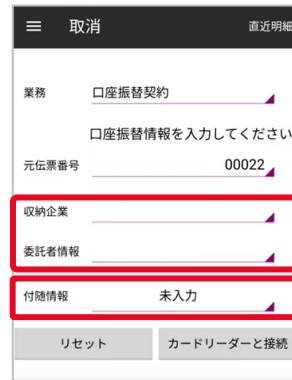 取消 直近明細
業務 口座振替契約
口座振替情報を入力してください
元伝票番号 00022
収納企業
委託者情報
付随情報 未入力
リセット カードリーダーと接続